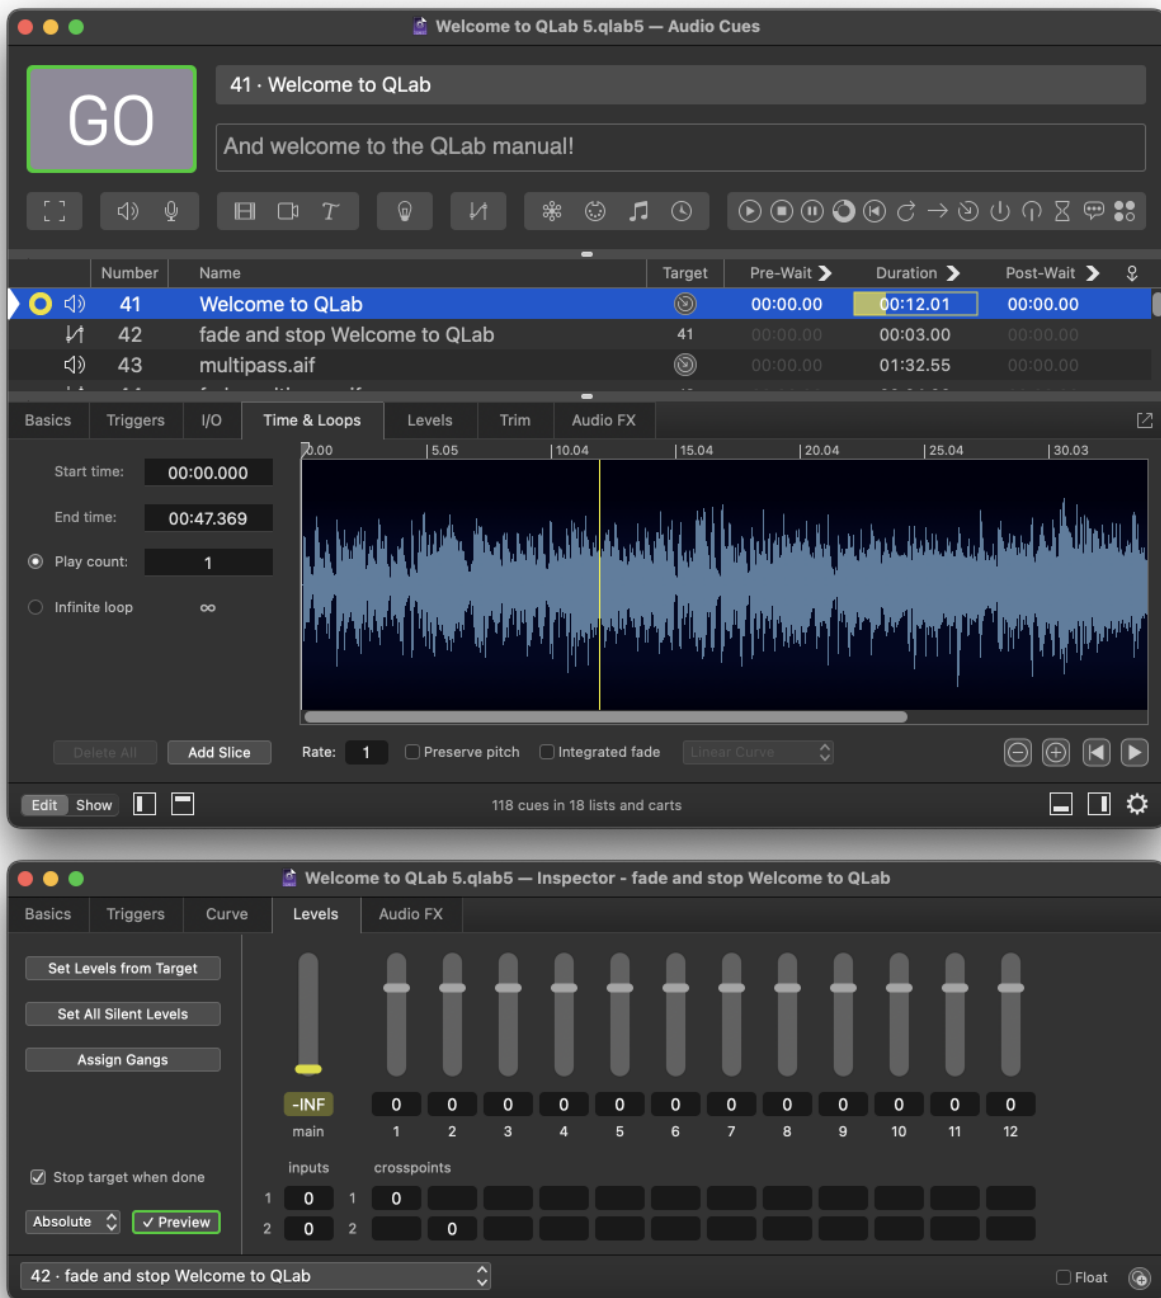 Welcome to QLab 5.qlab5 — Audio Cues
GO
41 · Welcome to QLab
And welcome to the QLab manual!
Number Name Target Pre-Wait Duration Post-Wait
41 Welcome to QLab 00:00.00 00:12.01 00:00.00
42 fade and stop Welcome to QLab 41 00:00.00 00:03.00 00:00.00
43 multipass.aif 00:00.00 01:32.55 00:00.00
Basics Triggers I/O Time & Loops Levels Trim Audio FX
0.00 5.05 10.04 15.04 20.04 25.04 30.03
Start time: 00:00.000
End time: 00:47.369
Play count: 1
Infinite loop ∞
Delete All Add Slice Rate: 1 Preserve pitch Integrated fade Linear Curve
Edit Show 118 cues in 18 lists and carts
Welcome to QLab 5.qlab5 — Inspector - fade and stop Welcome to QLab
Basics Triggers Curve Levels Audio FX
Set Levels from Target
Set All Silent Levels
Assign Gangs
-INF 0 0 0 0 0 0 0 0 0 0 0 0
main 1 2 3 4 5 6 7 8 9 10 11 12
inputs crosspoints
Stop target when done
1 0 1 0
Absolute ✓ Preview
2 0 2 0
42 · fade and stop Welcome to QLab Float